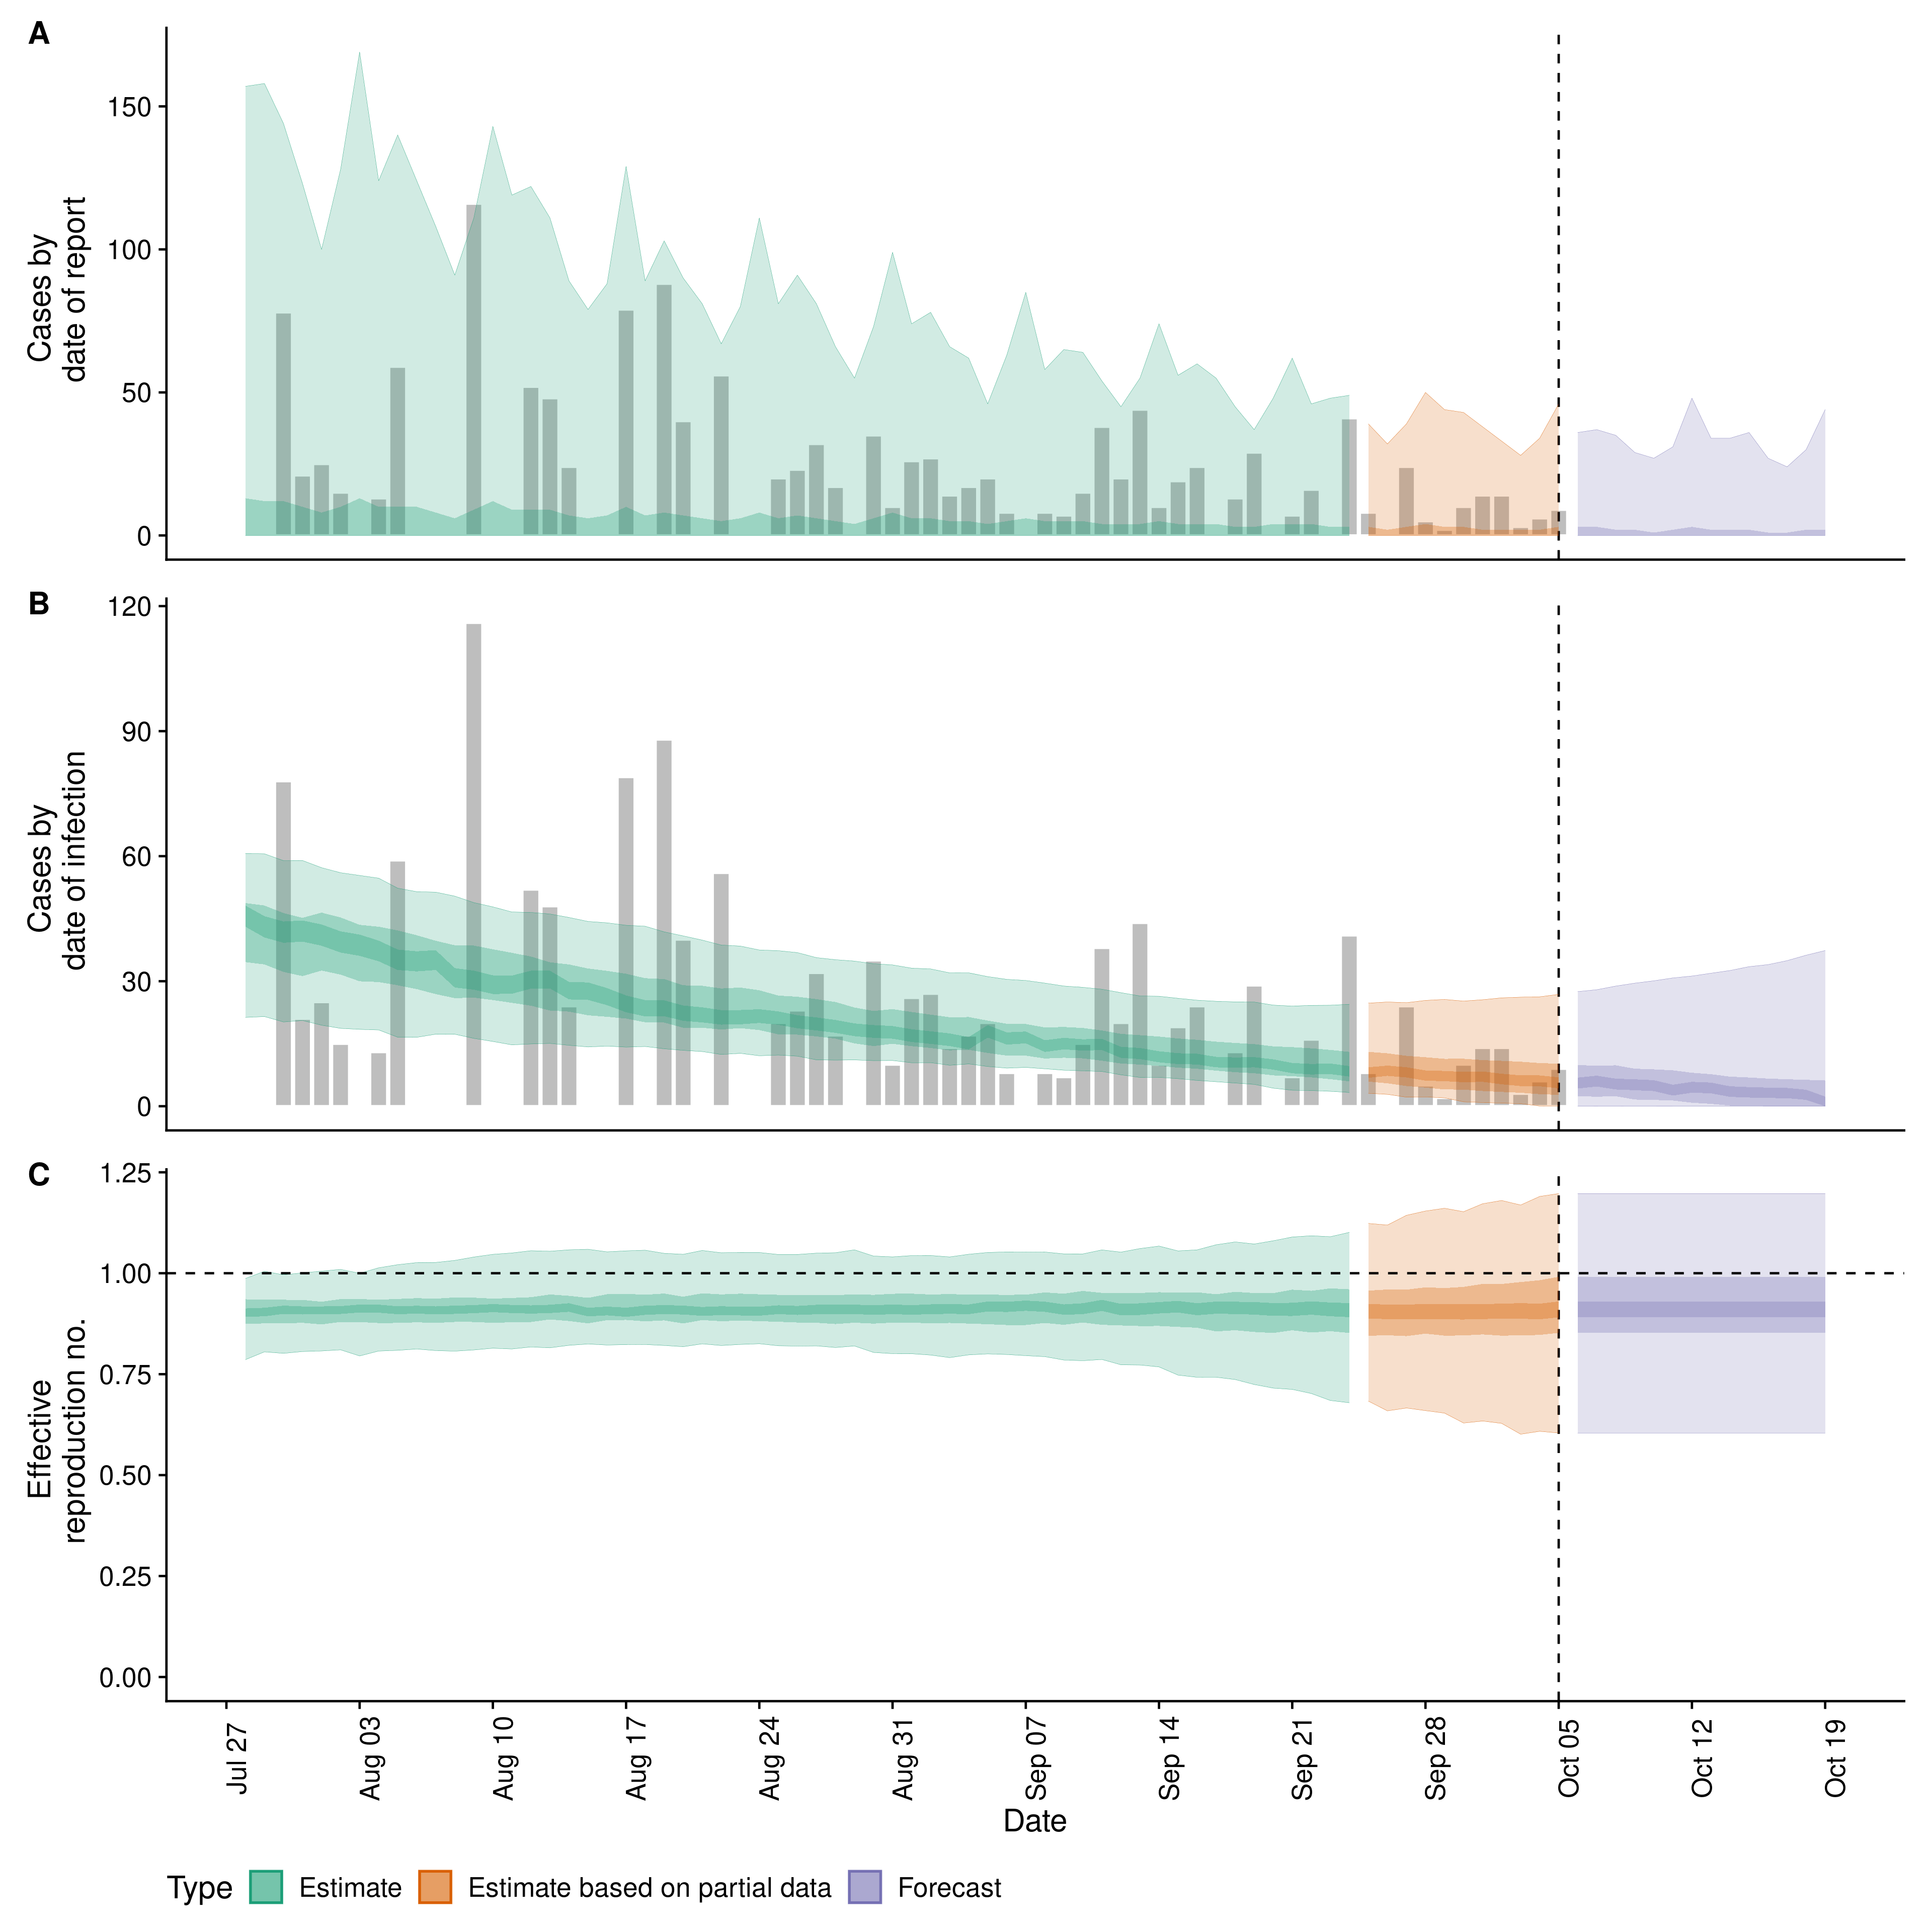 A
Cases by
date of report
150
100
50
0
B
Cases by
date of infection
120
90
60
30
0
C
Effective
reproduction no.
1.25
1.00
0.75
0.50
0.25
0.00
Jul 27
Aug 03
Aug 10
Aug 17
Aug 24
Aug 31
Sep 07
Sep 14
Sep 21
Sep 28
Oct 05
Oct 12
Oct 19
Date
Type Estimate Estimate based on partial data Forecast